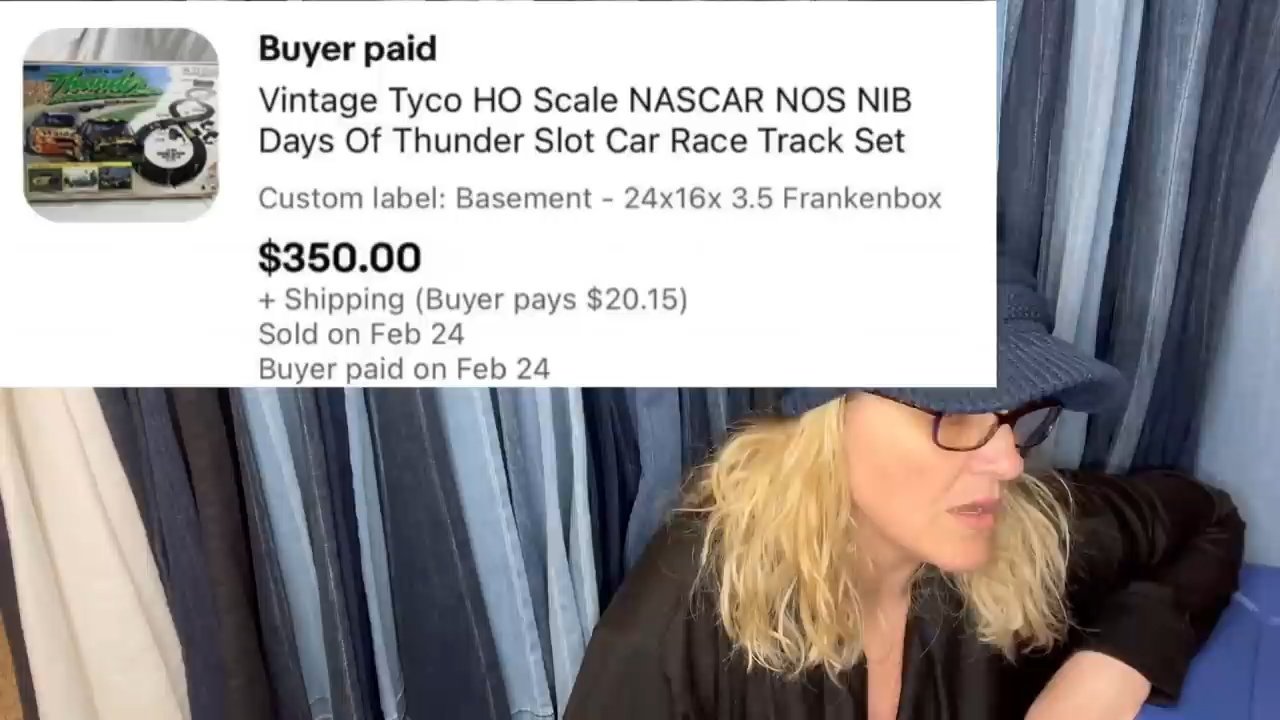 Thunder
Buyer paid
Vintage Tyco HO Scale NASCAR NOS NIB
Days Of Thunder Slot Car Race Track Set
Custom label: Basement - 24x16x 3.5 Frankenbox
$350.00
+ Shipping (Buyer pays $20.15)
Sold on Feb 24
Buyer paid on Feb 24